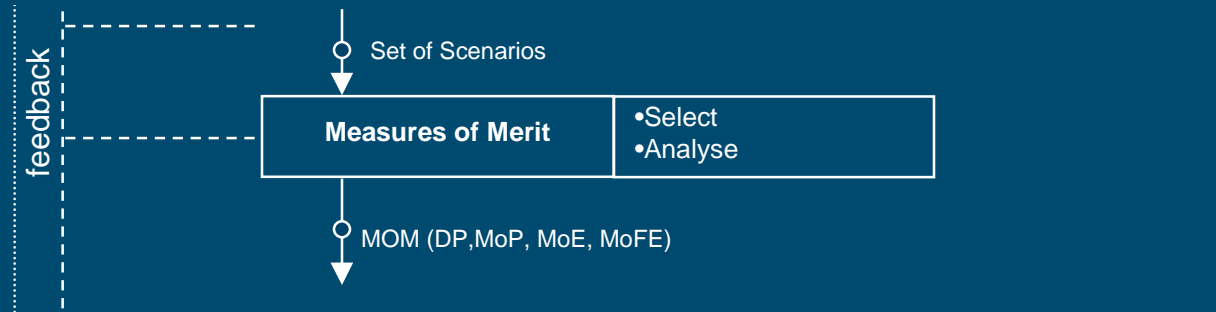 feedback
Set of Scenarios
Measures of Merit
•Select
•Analyse
MOM (DP,MoP, MoE, MoFE)